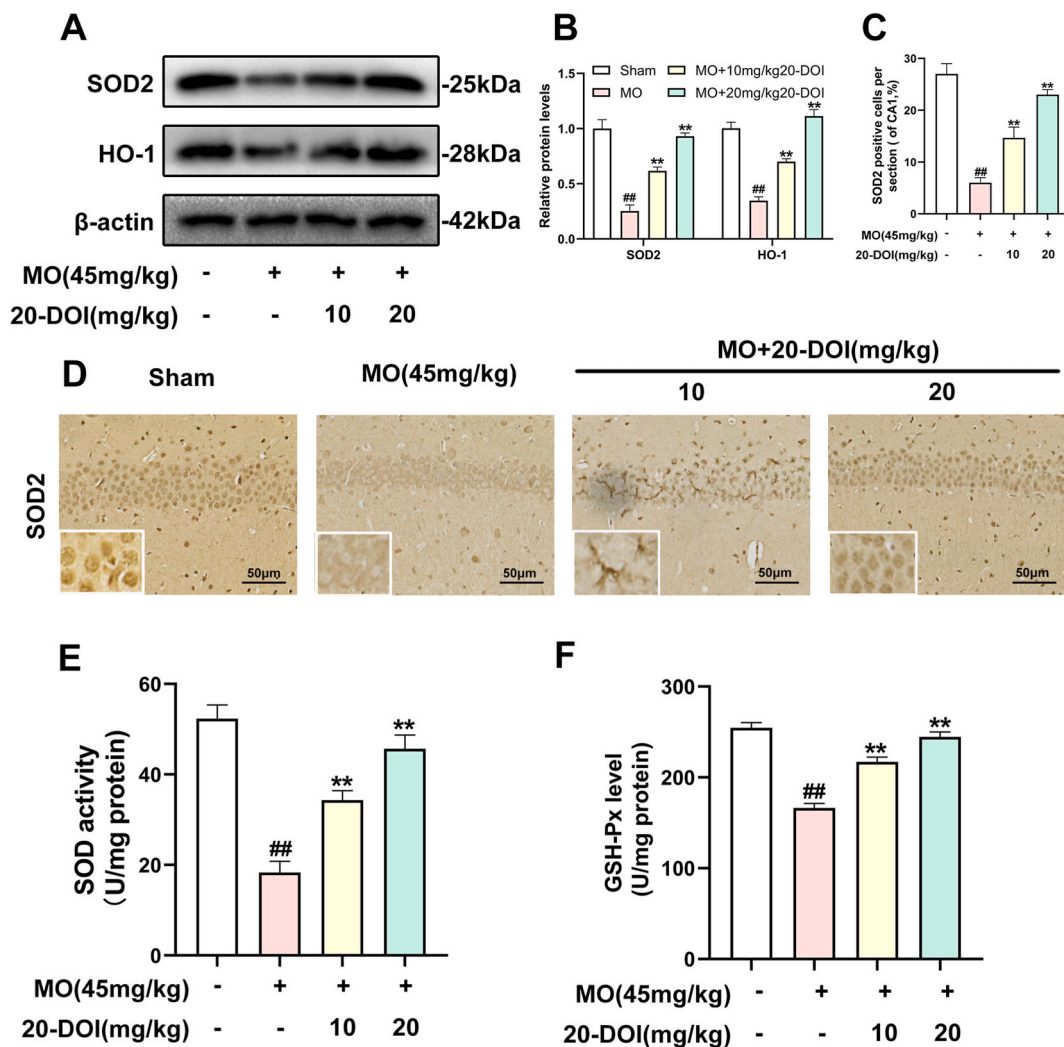 A
SOD2
-25kDa
HO-1
-28kDa
β-actin
-42kDa
MO(45mg/kg) - + + +
20-DOI(mg/kg) - - 10 20
B
Sham
MO
MO+10mg/kg20-DOI
MO+20mg/kg20-DOI
Relative protein levels
1.5
1.0
0.5
0.0
##
**
**
##
**
**
SOD2
HO-1
C
SOD2 positive cells per
section ( of CA1,%)
30
20
10
0
##
**
**
MO(45mg/kg) - + + +
20-DOI(mg/kg) - - 10 20
D
Sham
MO(45mg/kg)
MO+20-DOI(mg/kg)
10
20
SOD2
50μm
50μm
50μm
50μm
E
SOD activity
(U/mg protein)
60
40
20
0
##
**
**
MO(45mg/kg) - + + +
20-DOI(mg/kg) - - 10 20
F
GSH-Px level
(U/mg protein)
300
200
100
0
##
**
**
MO(45mg/kg) - + + +
20-DOI(mg/kg) - - 10 20